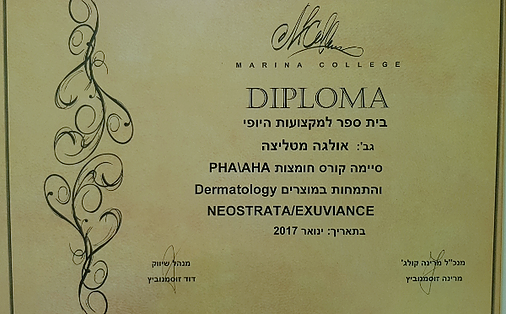 MARINA COLLEGE
DIPLOMA
בית ספר למקצועות היופי
גב': אולגה מטליצה
סיימה קורס חומצות PHA\AHA
והתמחות במוצרים Dermatology
NEOSTRATA/EXUVIANCE
בתאריך: ינואר 2017
מנכ"ל מרינה קולג'
מרינה זוסמנוביץ
מנהל שיווק
דוד זוסמנוביץ